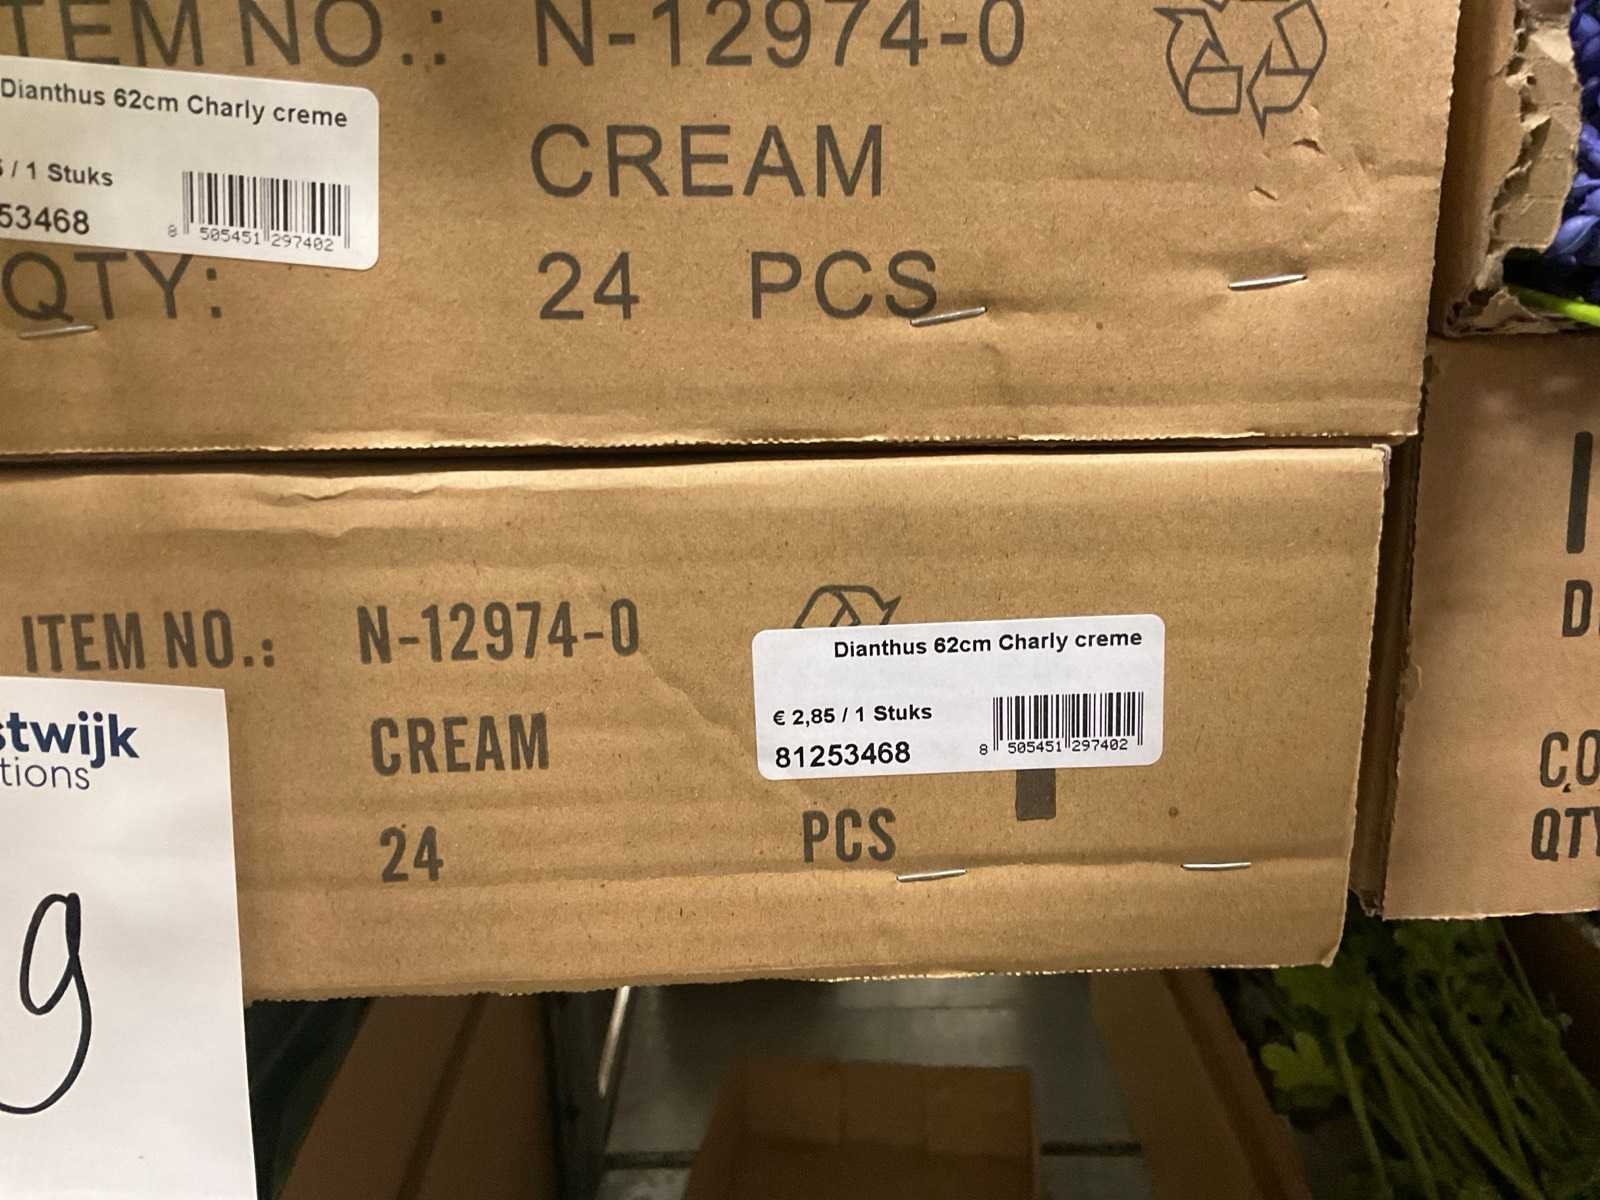 ITEM NO.: N-12974-0
Dianthus 62cm Charly creme
/ 1 Stuks
53468
8 505451 297402
CREAM
QTY: 24 PCS
ITEM NO.: N-12974-0
CREAM
24 PCS
Dianthus 62cm Charly creme
€ 2,85 / 1 Stuks
81253468
8 505451 297402
stwijk
tions
9
CO
QTY